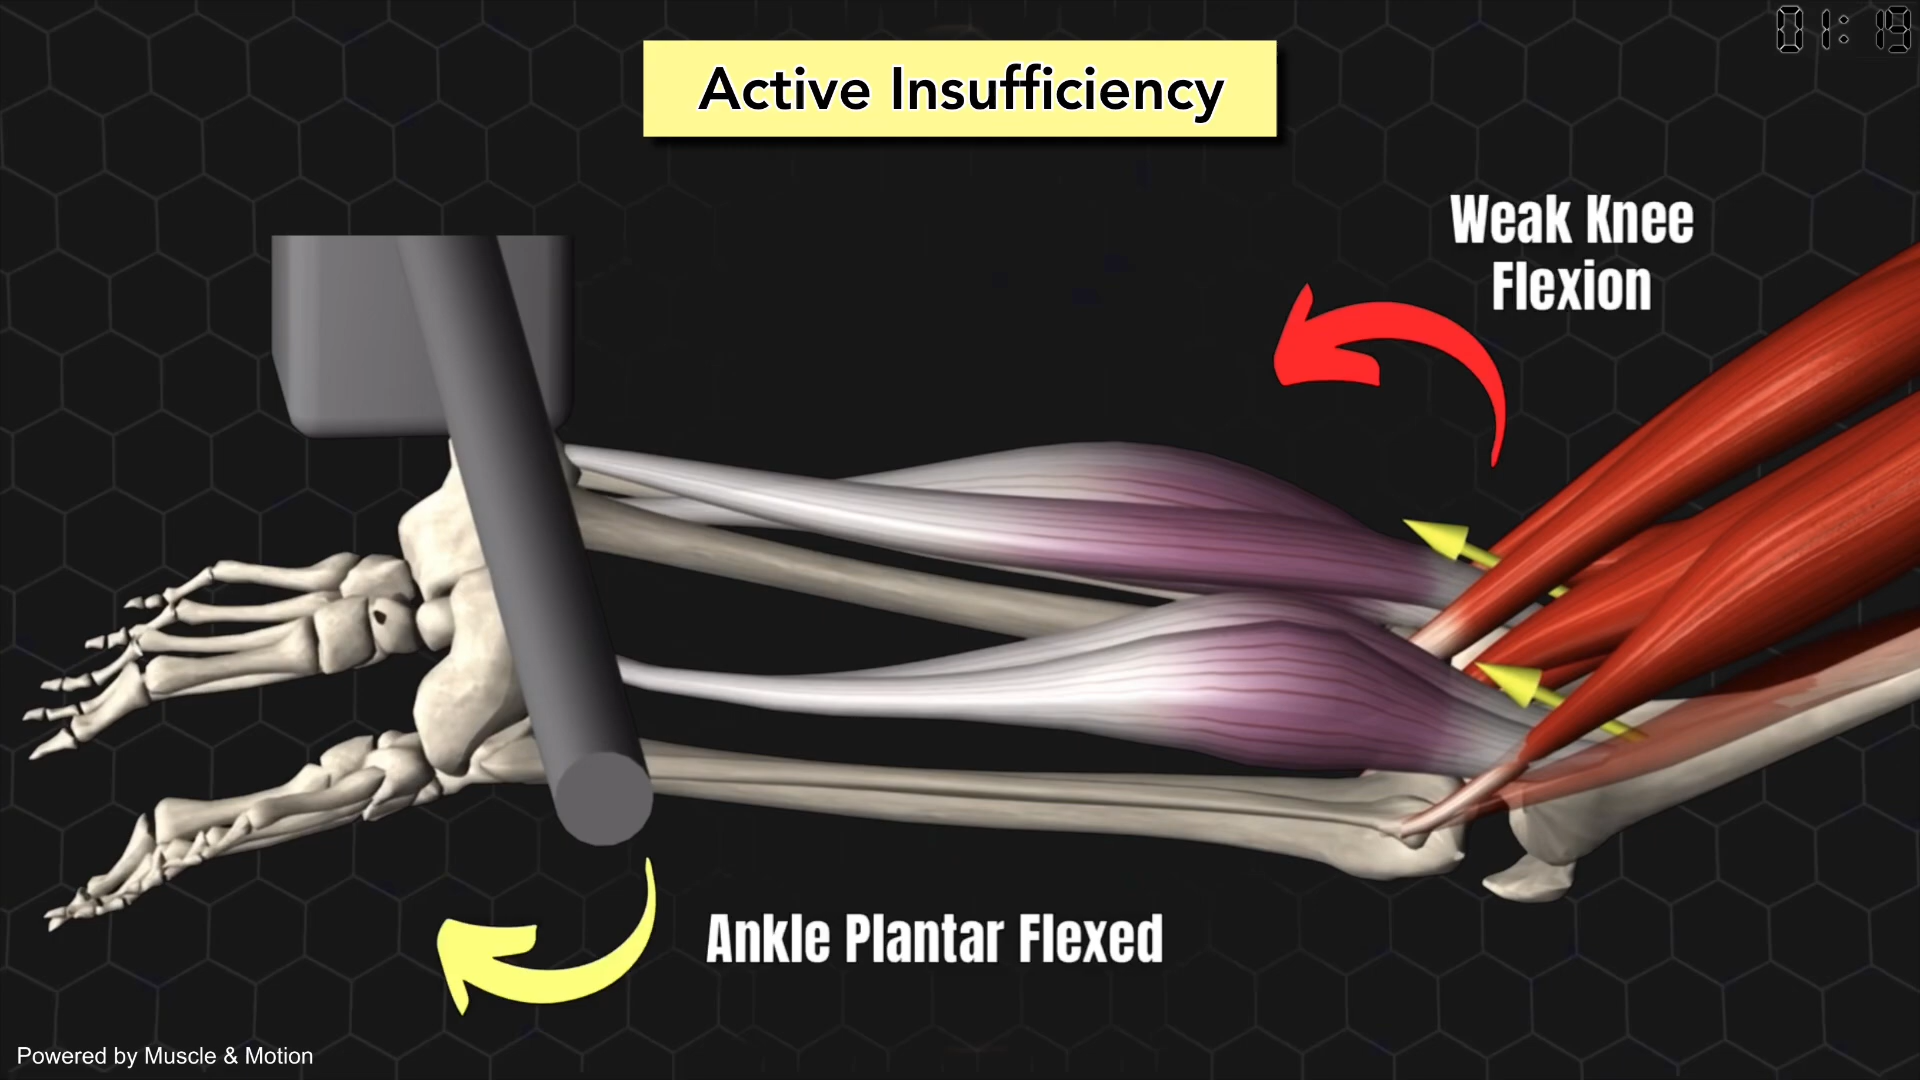 01:19
Active Insufficiency
Weak Knee
Flexion
Ankle Plantar Flexed
Powered by Muscle & Motion